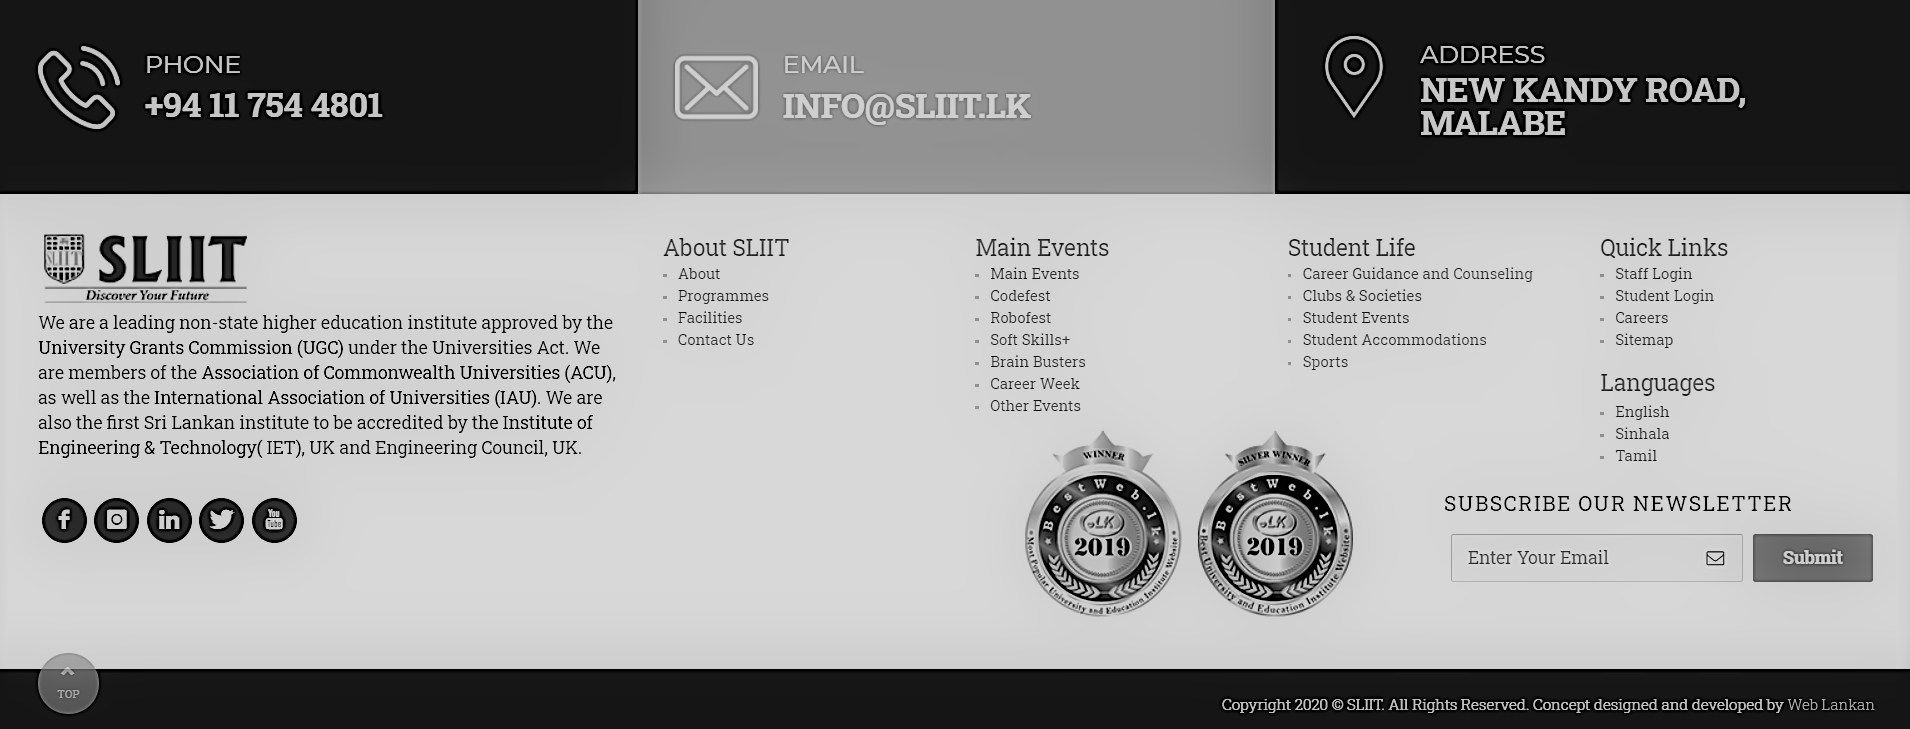 PHONE
+94 11 754 4801
EMAIL
INFO@SLIIT.LK
ADDRESS
NEW KANDY ROAD,
MALABE
SLIIT
SLIIT
Discover Your Future
We are a leading non-state higher education institute approved by the
University Grants Commission (UGC) under the Universities Act. We
are members of the Association of Commonwealth Universities (ACU),
as well as the International Association of Universities (IAU). We are
also the first Sri Lankan institute to be accredited by the Institute of
Engineering & Technology( IET), UK and Engineering Council, UK.
You
Tube
About SLIIT
About
Programmes
Facilities
Contact Us
Main Events
Main Events
Codefest
Robofest
Soft Skills+
Brain Busters
Career Week
Other Events
Student Life
Career Guidance and Counseling
Clubs & Societies
Student Events
Student Accommodations
Sports
Quick Links
Staff Login
Student Login
Careers
Sitemap
Languages
English
Sinhala
Tamil
WINNER
BestWeb.lk
.LK
2019
Most Popular University and Education Institute Website
SILVER WINNER
BestWeb.lk
.LK
2019
Best University and Education Institute Website
SUBSCRIBE OUR NEWSLETTER
Enter Your Email
Submit
TOP
Copyright 2020 © SLIIT. All Rights Reserved. Concept designed and developed by Web Lankan